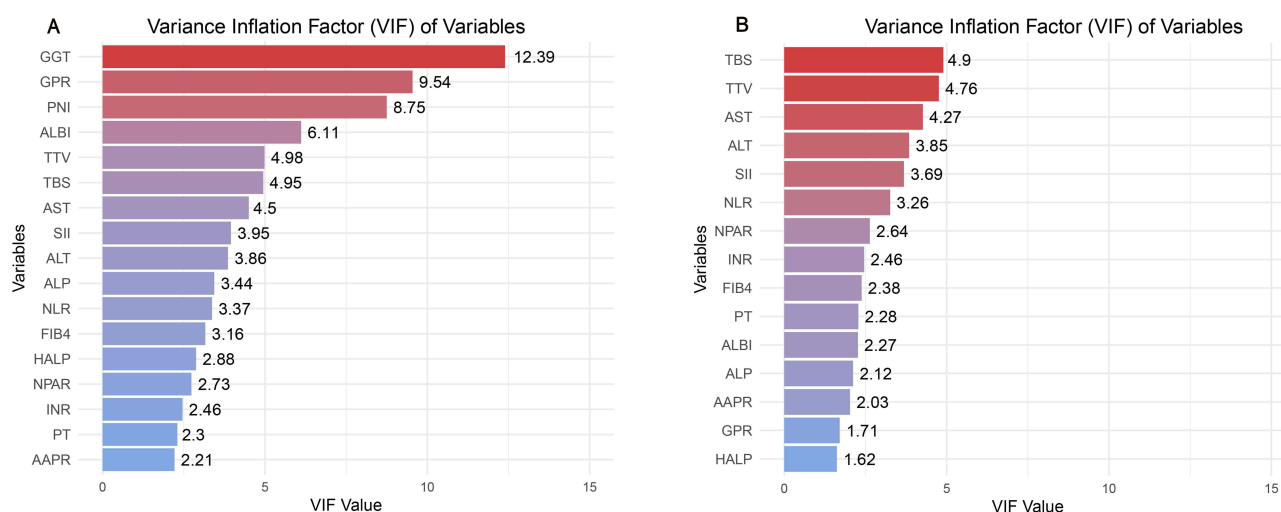 A
Variance Inflation Factor (VIF) of Variables
GGT 12.39
GPR 9.54
PNI 8.75
ALBI 6.11
TTV 4.98
TBS 4.95
AST 4.5
SII 3.95
ALT 3.86
ALP 3.44
NLR 3.37
FIB4 3.16
HALP 2.88
NPAR 2.73
INR 2.46
PT 2.3
AAPR 2.21
Variables
0 5 10 15
VIF Value
B
Variance Inflation Factor (VIF) of Variables
TBS 4.9
TTV 4.76
AST 4.27
ALT 3.85
SII 3.69
NLR 3.26
NPAR 2.64
INR 2.46
FIB4 2.38
PT 2.28
ALBI 2.27
ALP 2.12
AAPR 2.03
GPR 1.71
HALP 1.62
Variables
0 5 10 15
VIF Value